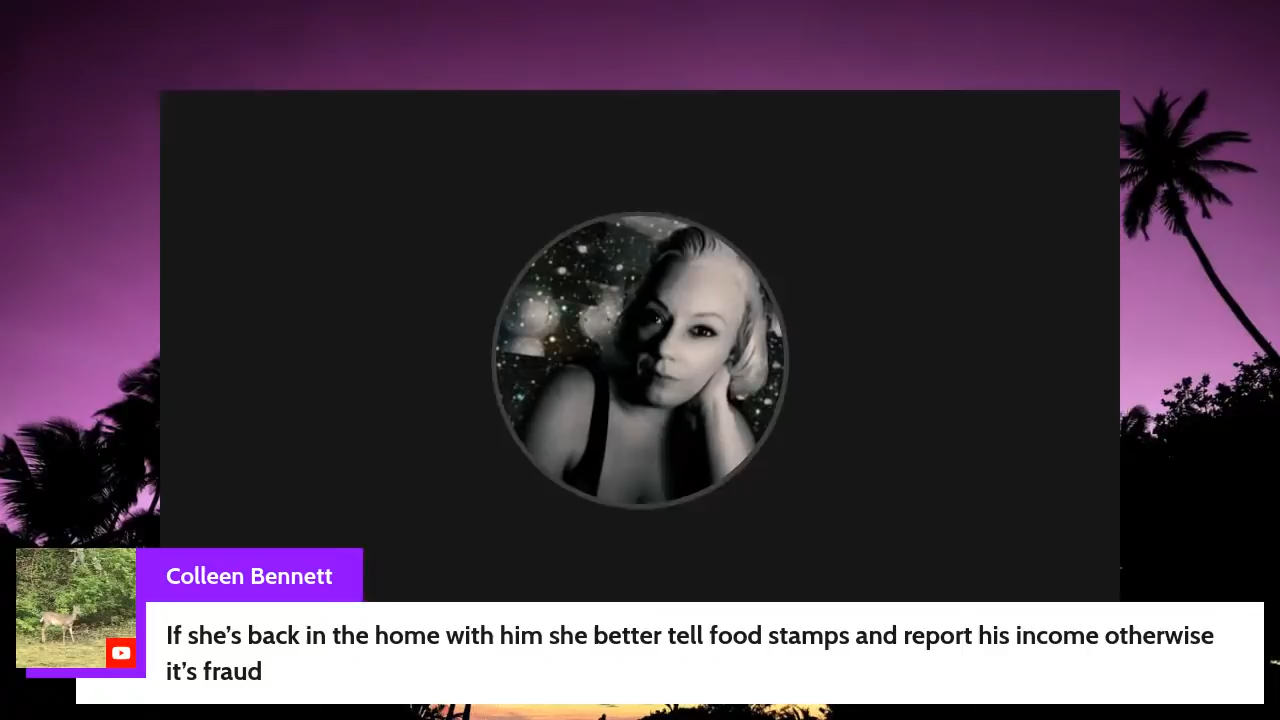 Colleen Bennett
If she’s back in the home with him she better tell food stamps and report his income otherwise
it’s fraud